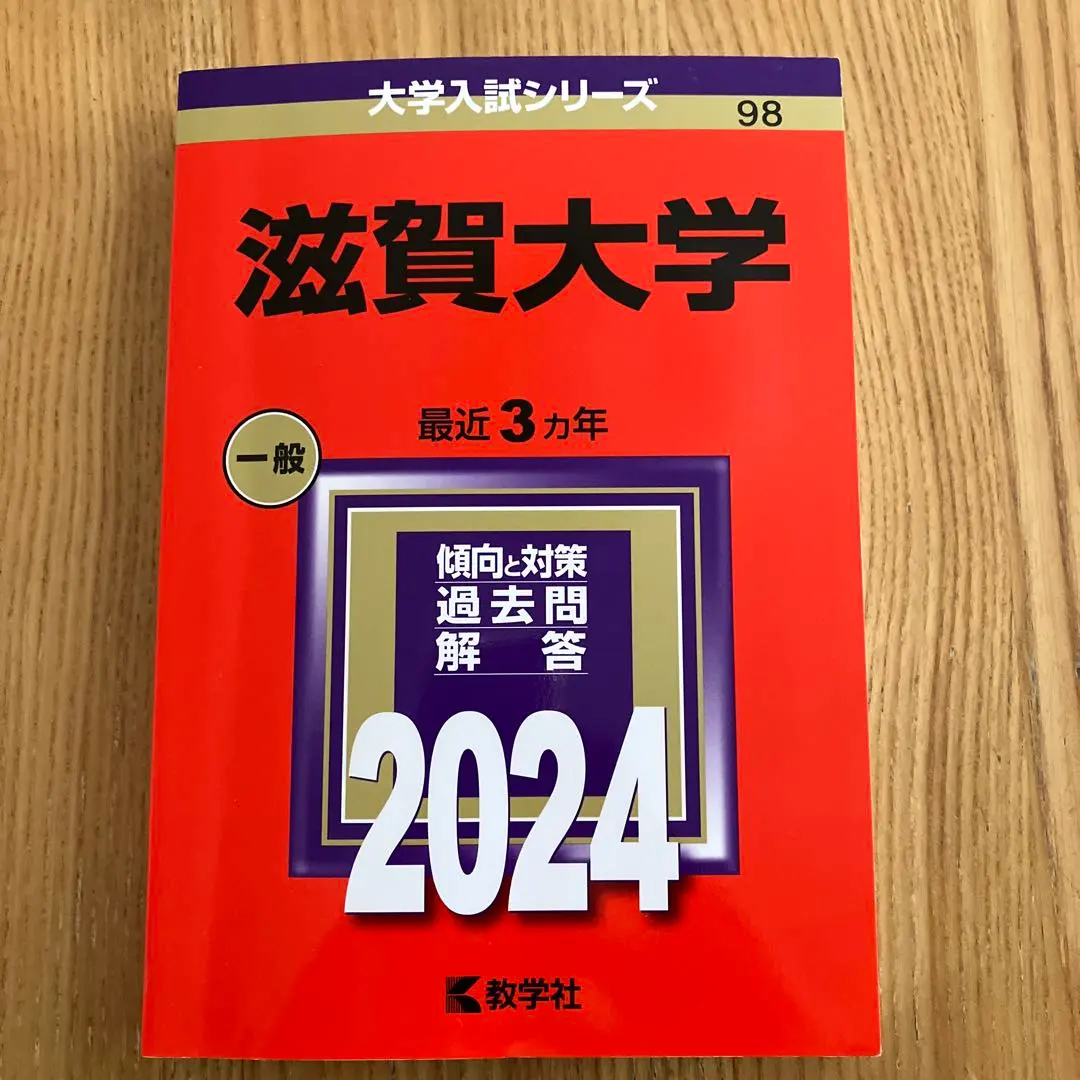 大学入試シリーズ
98
滋賀大学
最近3カ年
一般
傾向と対策
過去問
解答
2024
教学社